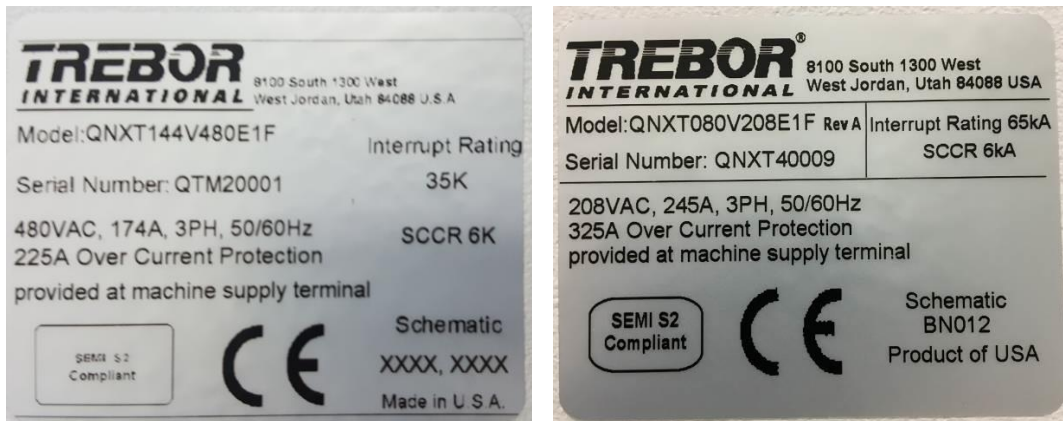 TREBOR
INTERNATIONAL
8100 South 1300 West
West Jordan, Utah 84088 U.S.A
Model:QNXT144V480E1F
Interrupt Rating
35K
Serial Number: QTM20001
480VAC, 174A, 3PH, 50/60Hz
SCCR 6K
225A Over Current Protection
provided at machine supply terminal
SEMI S2
Compliant
CE
Schematic
XXXX, XXXX
Made in U.S.A.
TREBOR®
INTERNATIONAL
8100 South 1300 West
West Jordan, Utah 84088 USA
Model:QNXT080V208E1F Rev A
Interrupt Rating 65kA
SCCR 6kA
Serial Number: QNXT40009
208VAC, 245A, 3PH, 50/60Hz
325A Over Current Protection
provided at machine supply terminal
SEMI S2
Compliant
CE
Schematic
BN012
Product of USA